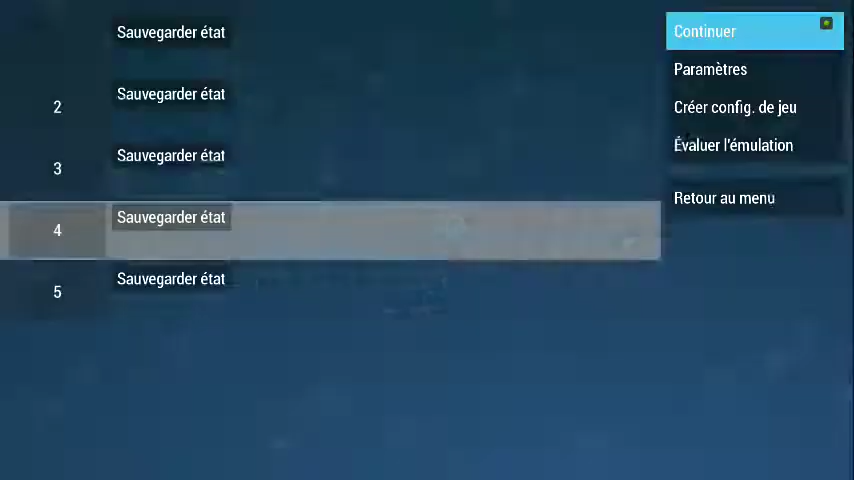 Sauvegarder état
2
Sauvegarder état
3
Sauvegarder état
4
Sauvegarder état
5
Sauvegarder état
Continuer
Paramètres
Créer config. de jeu
Évaluer l'émulation
Retour au menu